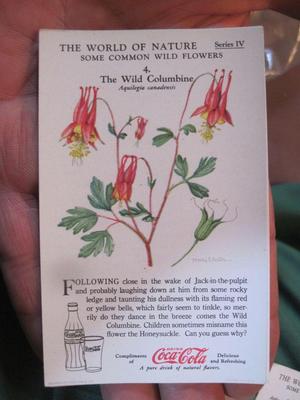 THE WORLD OF NATURE Series IV
SOME COMMON WILD FLOWERS
4.
The Wild Columbine
Aquilegia canadensis
FOLLOWING close in the wake of Jack-in-the-pulpit
and probably laughing down at him from some rocky
ledge and taunting his dullness with its flaming red
or yellow bells, which fairly seem to tinkle, so mer-
rily do they dance in the breeze comes the Wild
Columbine. Children sometimes misname this
flower the Honeysuckle. Can you guess why?
Compliments of
DRINK
Coca-Cola
Delicious and Refreshing
A pure drink of natural flavors.
THE W
SOME